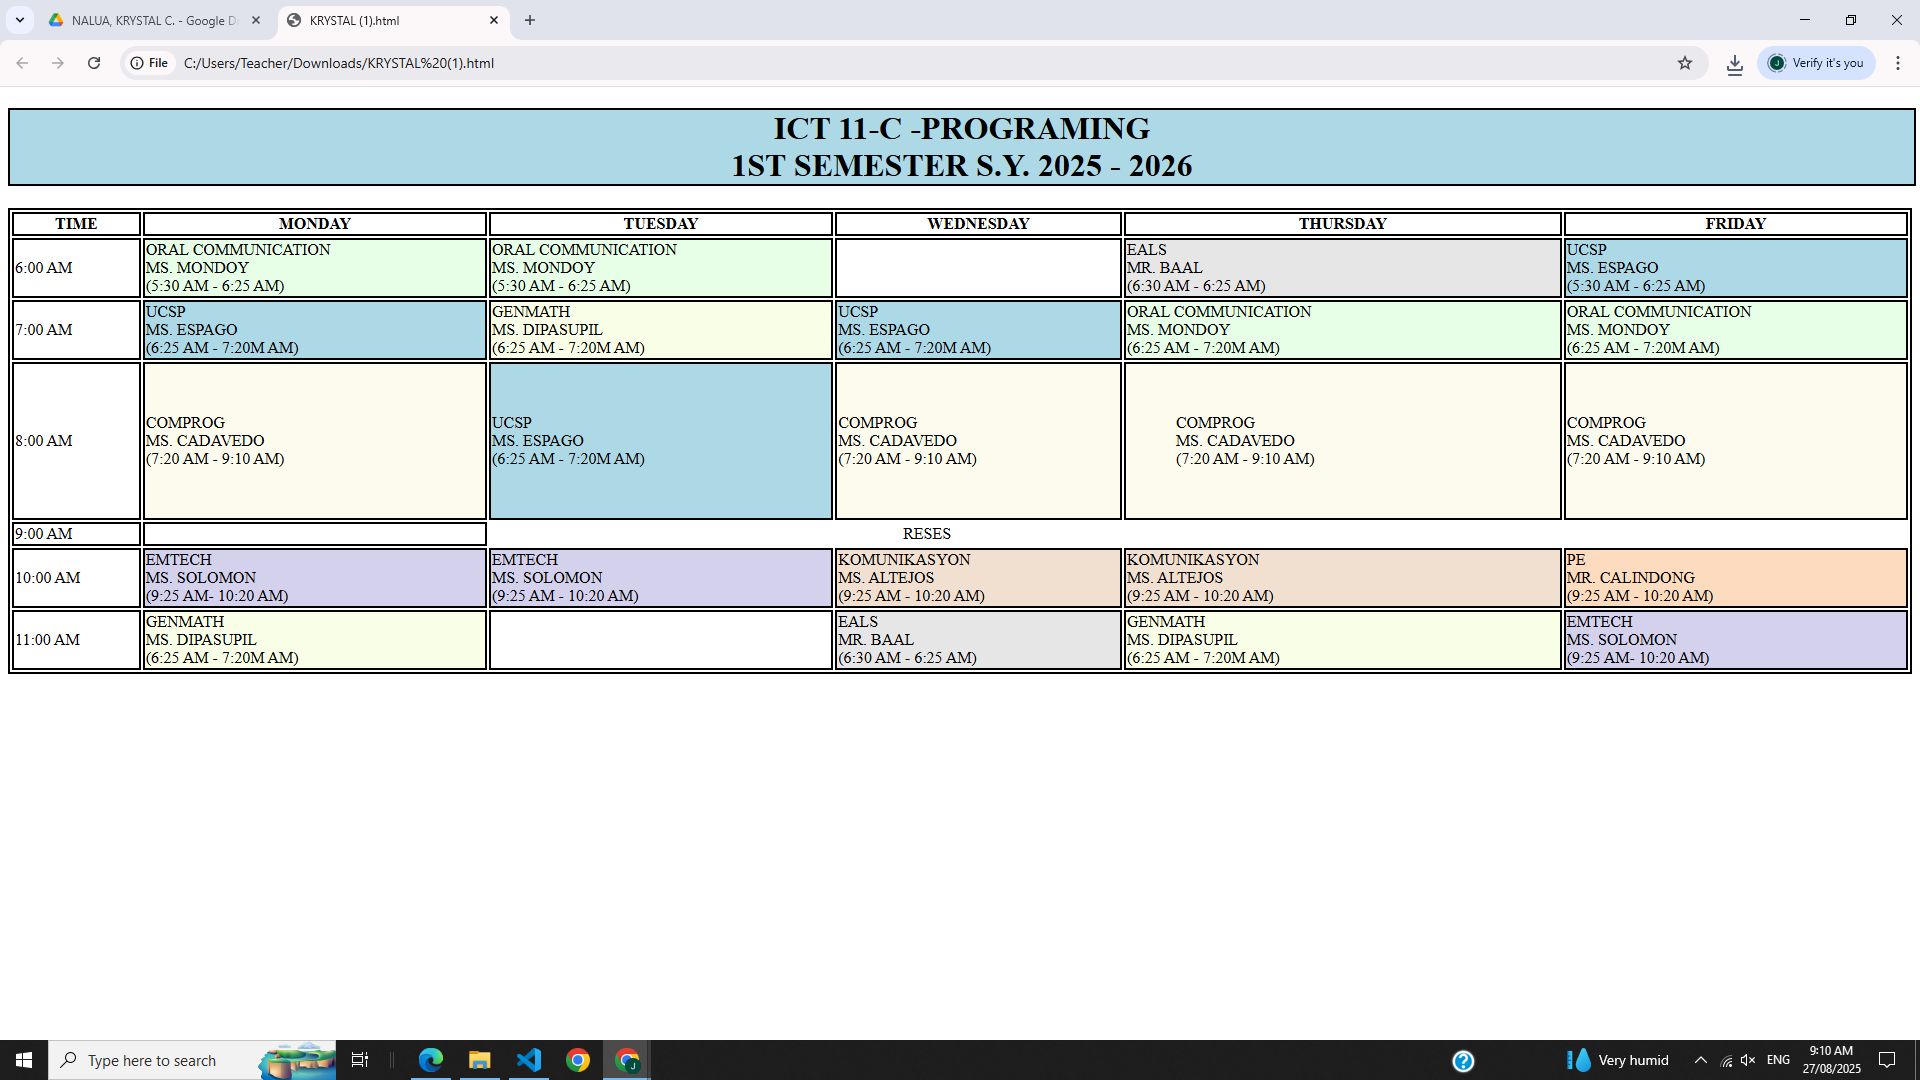 NALUA, KRYSTAL C. - Google D
KRYSTAL (1).html
File
C:/Users/Teacher/Downloads/KRYSTAL%20(1).html
J
Verify it's you
ICT 11-C -PROGRAMING
1ST SEMESTER S.Y. 2025 - 2026
TIME MONDAY TUESDAY WEDNESDAY THURSDAY FRIDAY
6:00 AM
ORAL COMMUNICATION
MS. MONDOY
(5:30 AM - 6:25 AM)
ORAL COMMUNICATION
MS. MONDOY
(5:30 AM - 6:25 AM)
EALS
MR. BAAL
(6:30 AM - 6:25 AM)
UCSP
MS. ESPAGO
(5:30 AM - 6:25 AM)
7:00 AM
UCSP
MS. ESPAGO
(6:25 AM - 7:20M AM)
GENMATH
MS. DIPASUPIL
(6:25 AM - 7:20M AM)
UCSP
MS. ESPAGO
(6:25 AM - 7:20M AM)
ORAL COMMUNICATION
MS. MONDOY
(6:25 AM - 7:20M AM)
ORAL COMMUNICATION
MS. MONDOY
(6:25 AM - 7:20M AM)
8:00 AM
COMPROG
MS. CADAVEDO
(7:20 AM - 9:10 AM)
UCSP
MS. ESPAGO
(6:25 AM - 7:20M AM)
COMPROG
MS. CADAVEDO
(7:20 AM - 9:10 AM)
COMPROG
MS. CADAVEDO
(7:20 AM - 9:10 AM)
COMPROG
MS. CADAVEDO
(7:20 AM - 9:10 AM)
9:00 AM
RESES
10:00 AM
EMTECH
MS. SOLOMON
(9:25 AM- 10:20 AM)
EMTECH
MS. SOLOMON
(9:25 AM - 10:20 AM)
KOMUNIKASYON
MS. ALTEJOS
(9:25 AM - 10:20 AM)
KOMUNIKASYON
MS. ALTEJOS
(9:25 AM - 10:20 AM)
PE
MR. CALINDONG
(9:25 AM - 10:20 AM)
11:00 AM
GENMATH
MS. DIPASUPIL
(6:25 AM - 7:20M AM)
EALS
MR. BAAL
(6:30 AM - 6:25 AM)
GENMATH
MS. DIPASUPIL
(6:25 AM - 7:20M AM)
EMTECH
MS. SOLOMON
(9:25 AM- 10:20 AM)
Type here to search
J
Very humid
ENG
9:10 AM
27/08/2025